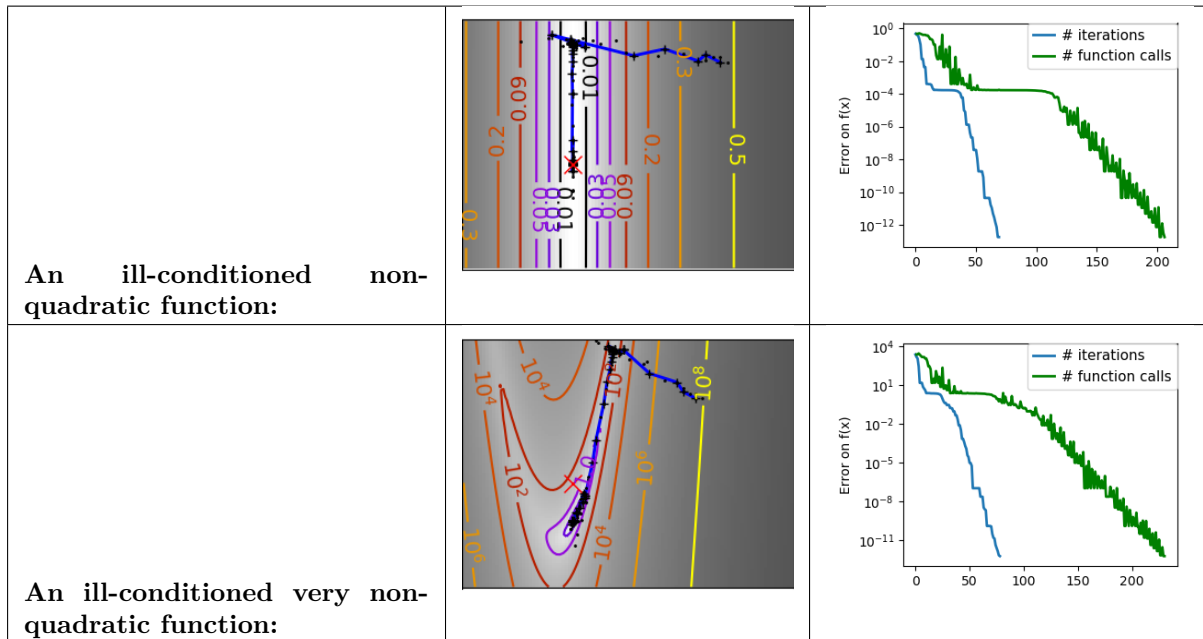 An ill-conditioned non-
quadratic function:
0.3
0.2
0.09
0.05
0.03
0.01
0.01
0.03
0.05
0.09
0.2
0.3
0.5
Error on f(x)
10⁰
10⁻²
10⁻⁴
10⁻⁶
10⁻⁸
10⁻¹⁰
10⁻¹²
0 50 100 150 200
# iterations
# function calls
An ill-conditioned very non-
quadratic function:
10⁴
10⁴
10²
10⁶
10⁴
10⁶
10⁸
Error on f(x)
10⁴
10¹
10⁻²
10⁻⁵
10⁻⁸
10⁻¹¹
0 50 100 150 200
# iterations
# function calls